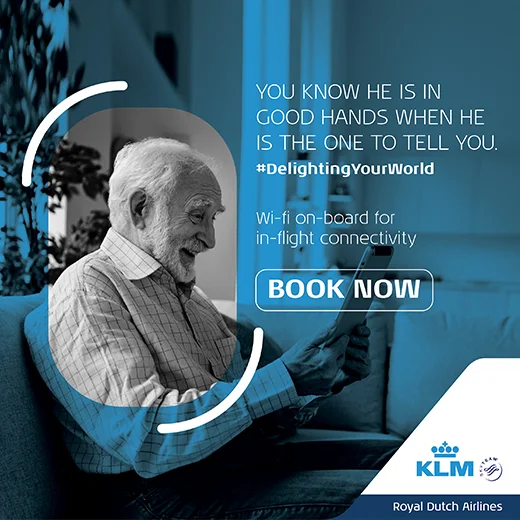 YOU KNOW HE IS IN
GOOD HANDS WHEN HE
IS THE ONE TO TELL YOU.
#DelightingYourWorld
Wi-fi on-board for
in-flight connectivity
BOOK NOW
KLM
Royal Dutch Airlines